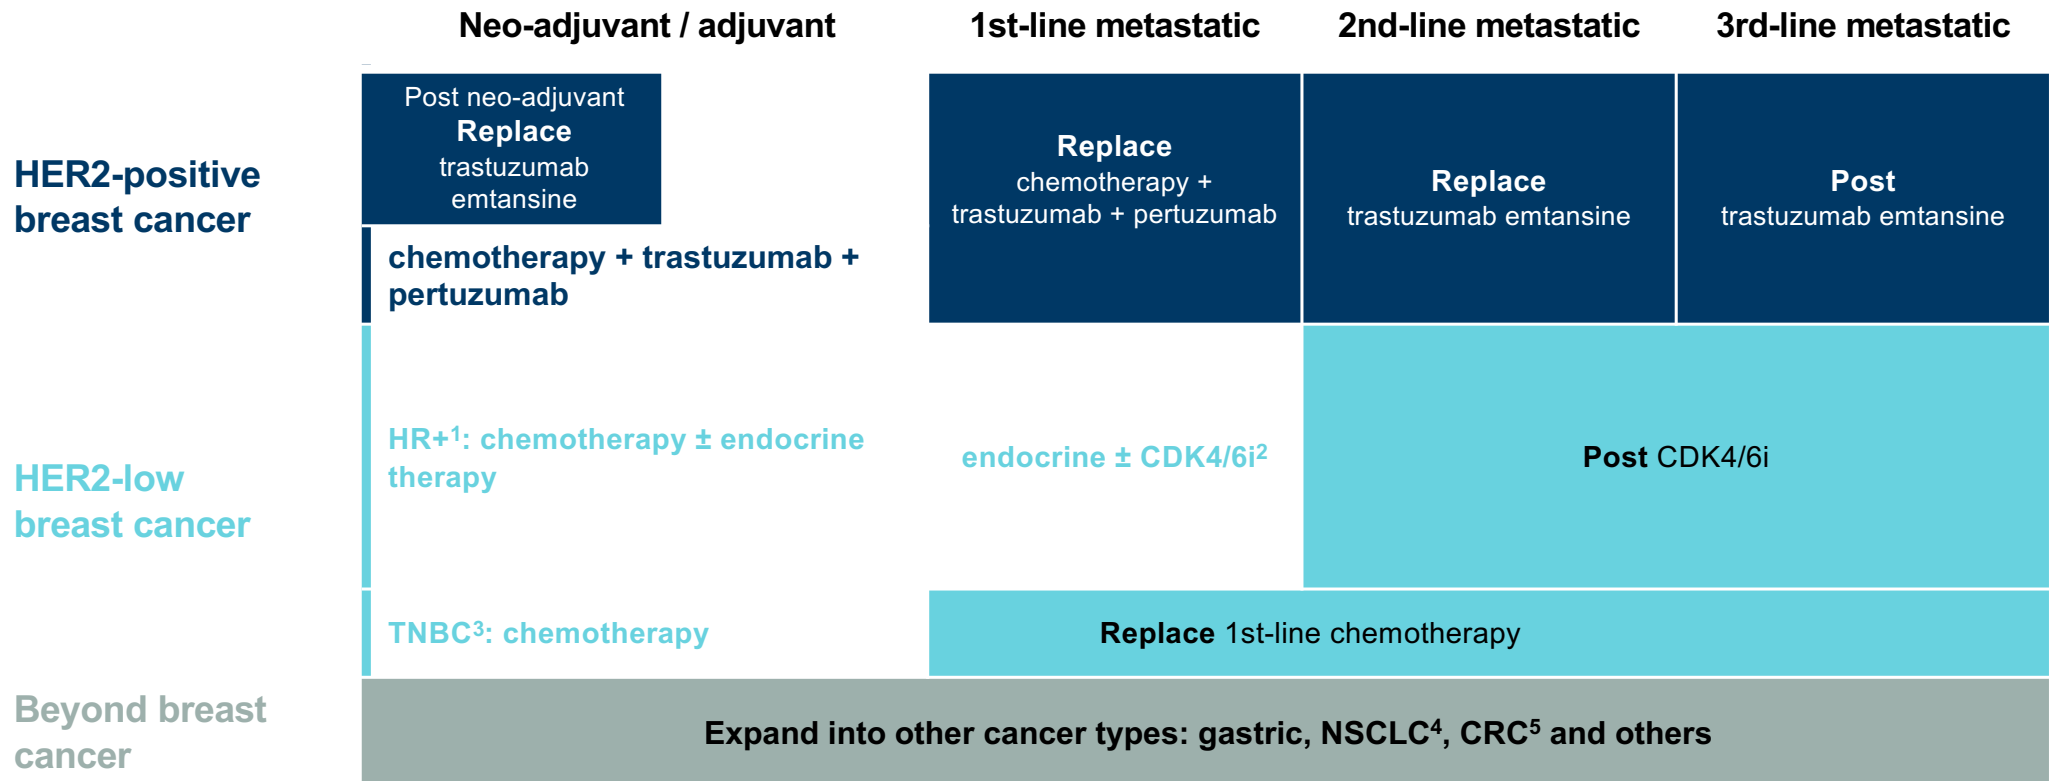 Neo-adjuvant / adjuvant
1st-line metastatic
2nd-line metastatic
3rd-line metastatic
HER2-positive
breast cancer
Post neo-adjuvant
Replace
trastuzumab
emtansine
chemotherapy + trastuzumab +
pertuzumab
Replace
chemotherapy +
trastuzumab + pertuzumab
Replace
trastuzumab emtansine
Post
trastuzumab emtansine
HER2-low
breast cancer
HR+¹: chemotherapy ± endocrine
therapy
endocrine ± CDK4/6i²
Post CDK4/6i
TNBC³: chemotherapy
Replace 1st-line chemotherapy
Beyond breast
cancer
Expand into other cancer types: gastric, NSCLC⁴, CRC⁵ and others